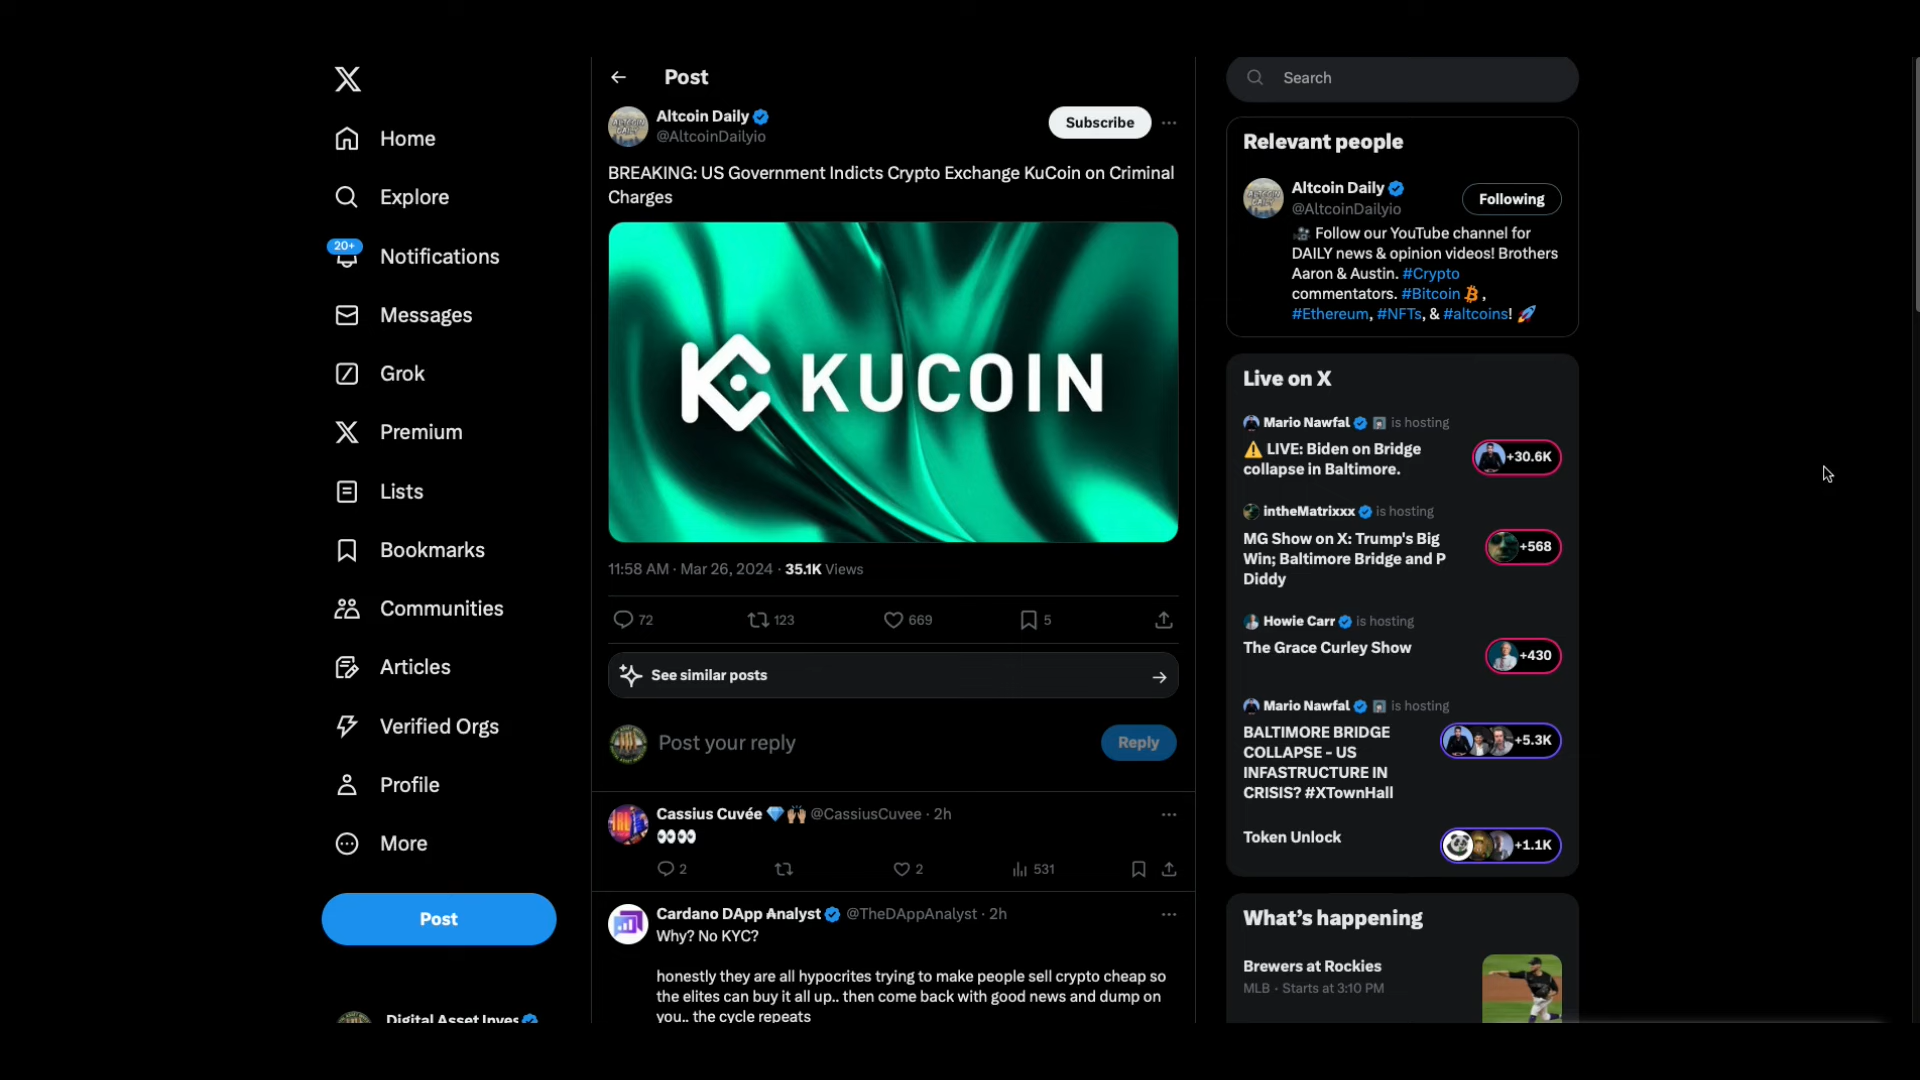 Home
Explore
20+
Notifications
Messages
Grok
Premium
Lists
Bookmarks
Communities
Articles
Verified Orgs
Profile
More
Post
Digital Asset Inves
Post
Altcoin Daily
@AltcoinDailyio
Subscribe
BREAKING: US Government Indicts Crypto Exchange KuCoin on Criminal
Charges
KUCOIN
11:58 AM · Mar 26, 2024 · 35.1K Views
72 123 669 5
See similar posts
Post your reply
Reply
Cassius Cuvée 💎🙌🏽 @CassiusCuvee · 2h
👀👀
2 2 531
Cardano DApp ₳nalyst @TheDAppAnalyst · 2h
Why? No KYC?
honestly they are all hypocrites trying to make people sell crypto cheap so
the elites can buy it all up.. then come back with good news and dump on
you.. the cycle repeats
Search
Relevant people
Altcoin Daily
@AltcoinDailyio
Following
🎥 Follow our YouTube channel for
DAILY news & opinion videos! Brothers
Aaron & Austin. #Crypto
commentators. #Bitcoin ,
#Ethereum, #NFTs, & #altcoins! 🚀
Live on X
Mario Nawfal is hosting
⚠️ LIVE: Biden on Bridge
collapse in Baltimore.
+30.6K
intheMatrixxx is hosting
MG Show on X: Trump's Big
Win; Baltimore Bridge and P
Diddy
+568
Howie Carr is hosting
The Grace Curley Show
+430
Mario Nawfal is hosting
BALTIMORE BRIDGE
COLLAPSE - US
INFASTRUCTURE IN
CRISIS? #XTownHall
+5.3K
Token Unlock
+1.1K
What's happening
Brewers at Rockies
MLB · Starts at 3:10 PM